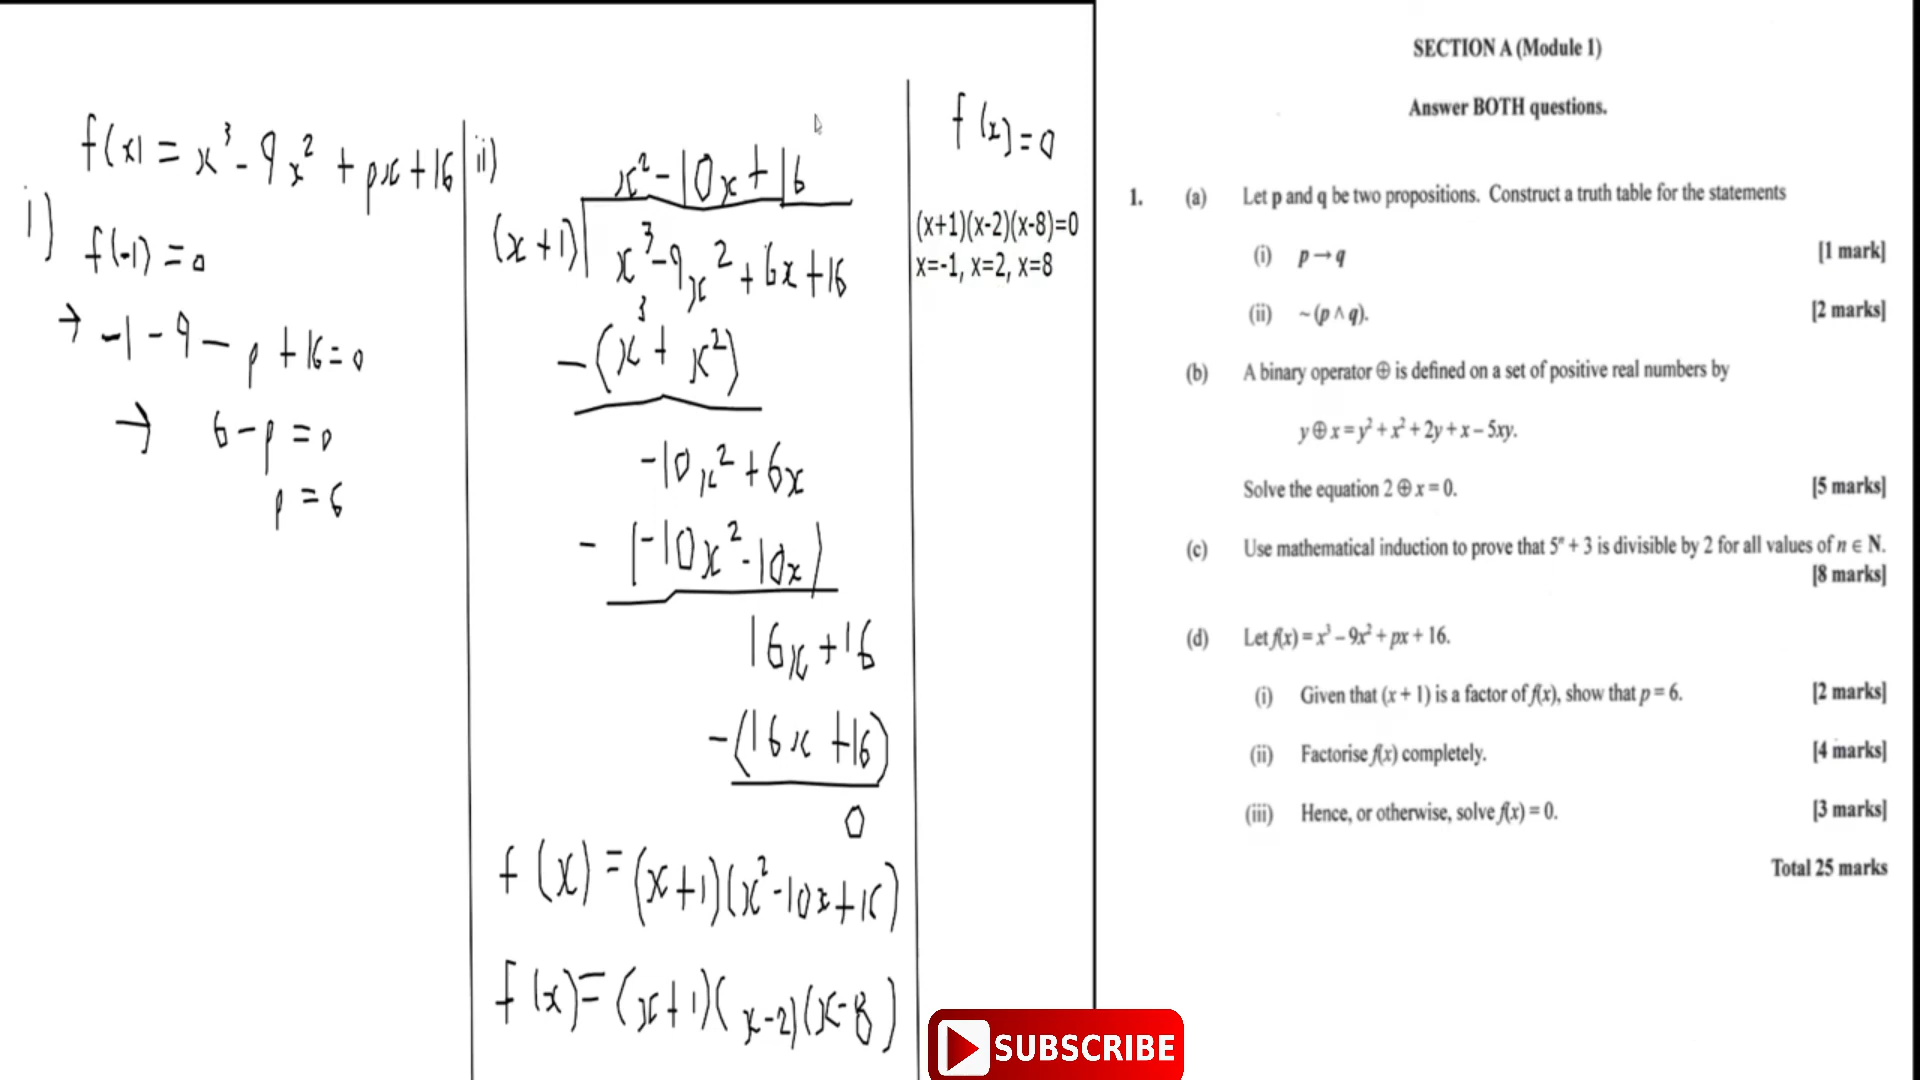 f(x) = x³ - 9x² + px + 16
i)
f(-1) = 0
→ -1 - 9 - p + 16 = 0
→ 6 - p = 0
p = 6
ii)
x² - 10x + 16
(x + 1) x³ - 9x² + 6x + 16
- (x³ + x²)
-10x² + 6x
- (-10x² - 10x)
16x + 16
- (16x + 16)
0
f(x) = (x+1)(x² - 10x + 16)
f(x) = (x+1)(x-2)(x-8)
f(x) = 0
(x+1)(x-2)(x-8)=0
x=-1, x=2, x=8
SECTION A (Module 1)
Answer BOTH questions.
1. (a) Let p and q be two propositions. Construct a truth table for the statements
(i) p → q [1 mark]
(ii) ~ (p ∧ q). [2 marks]
(b) A binary operator ⊕ is defined on a set of positive real numbers by
y ⊕ x = y² + x² + 2y + x – 5xy.
Solve the equation 2 ⊕ x = 0. [5 marks]
(c) Use mathematical induction to prove that 5ⁿ + 3 is divisible by 2 for all values of n ∈ N.
[8 marks]
(d) Let f(x) = x³ – 9x² + px + 16.
(i) Given that (x + 1) is a factor of f(x), show that p = 6. [2 marks]
(ii) Factorise f(x) completely. [4 marks]
(iii) Hence, or otherwise, solve f(x) = 0. [3 marks]
Total 25 marks
SUBSCRIBE